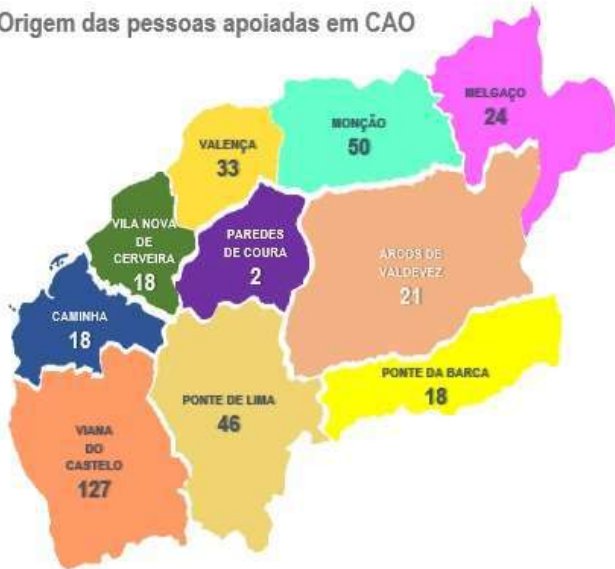 Origem das pessoas apoiadas em CAO
MELGAÇO
24
MONÇÃO
50
VALENÇA
33
VILA NOVA
DE
CERVEIRA
18
PAREDES
DE COURA
2
ARCOS DE
VALDEVEZ
21
CAMINHA
18
PONTE DA BARCA
18
PONTE DE LIMA
46
VIANA
DO
CASTELO
127